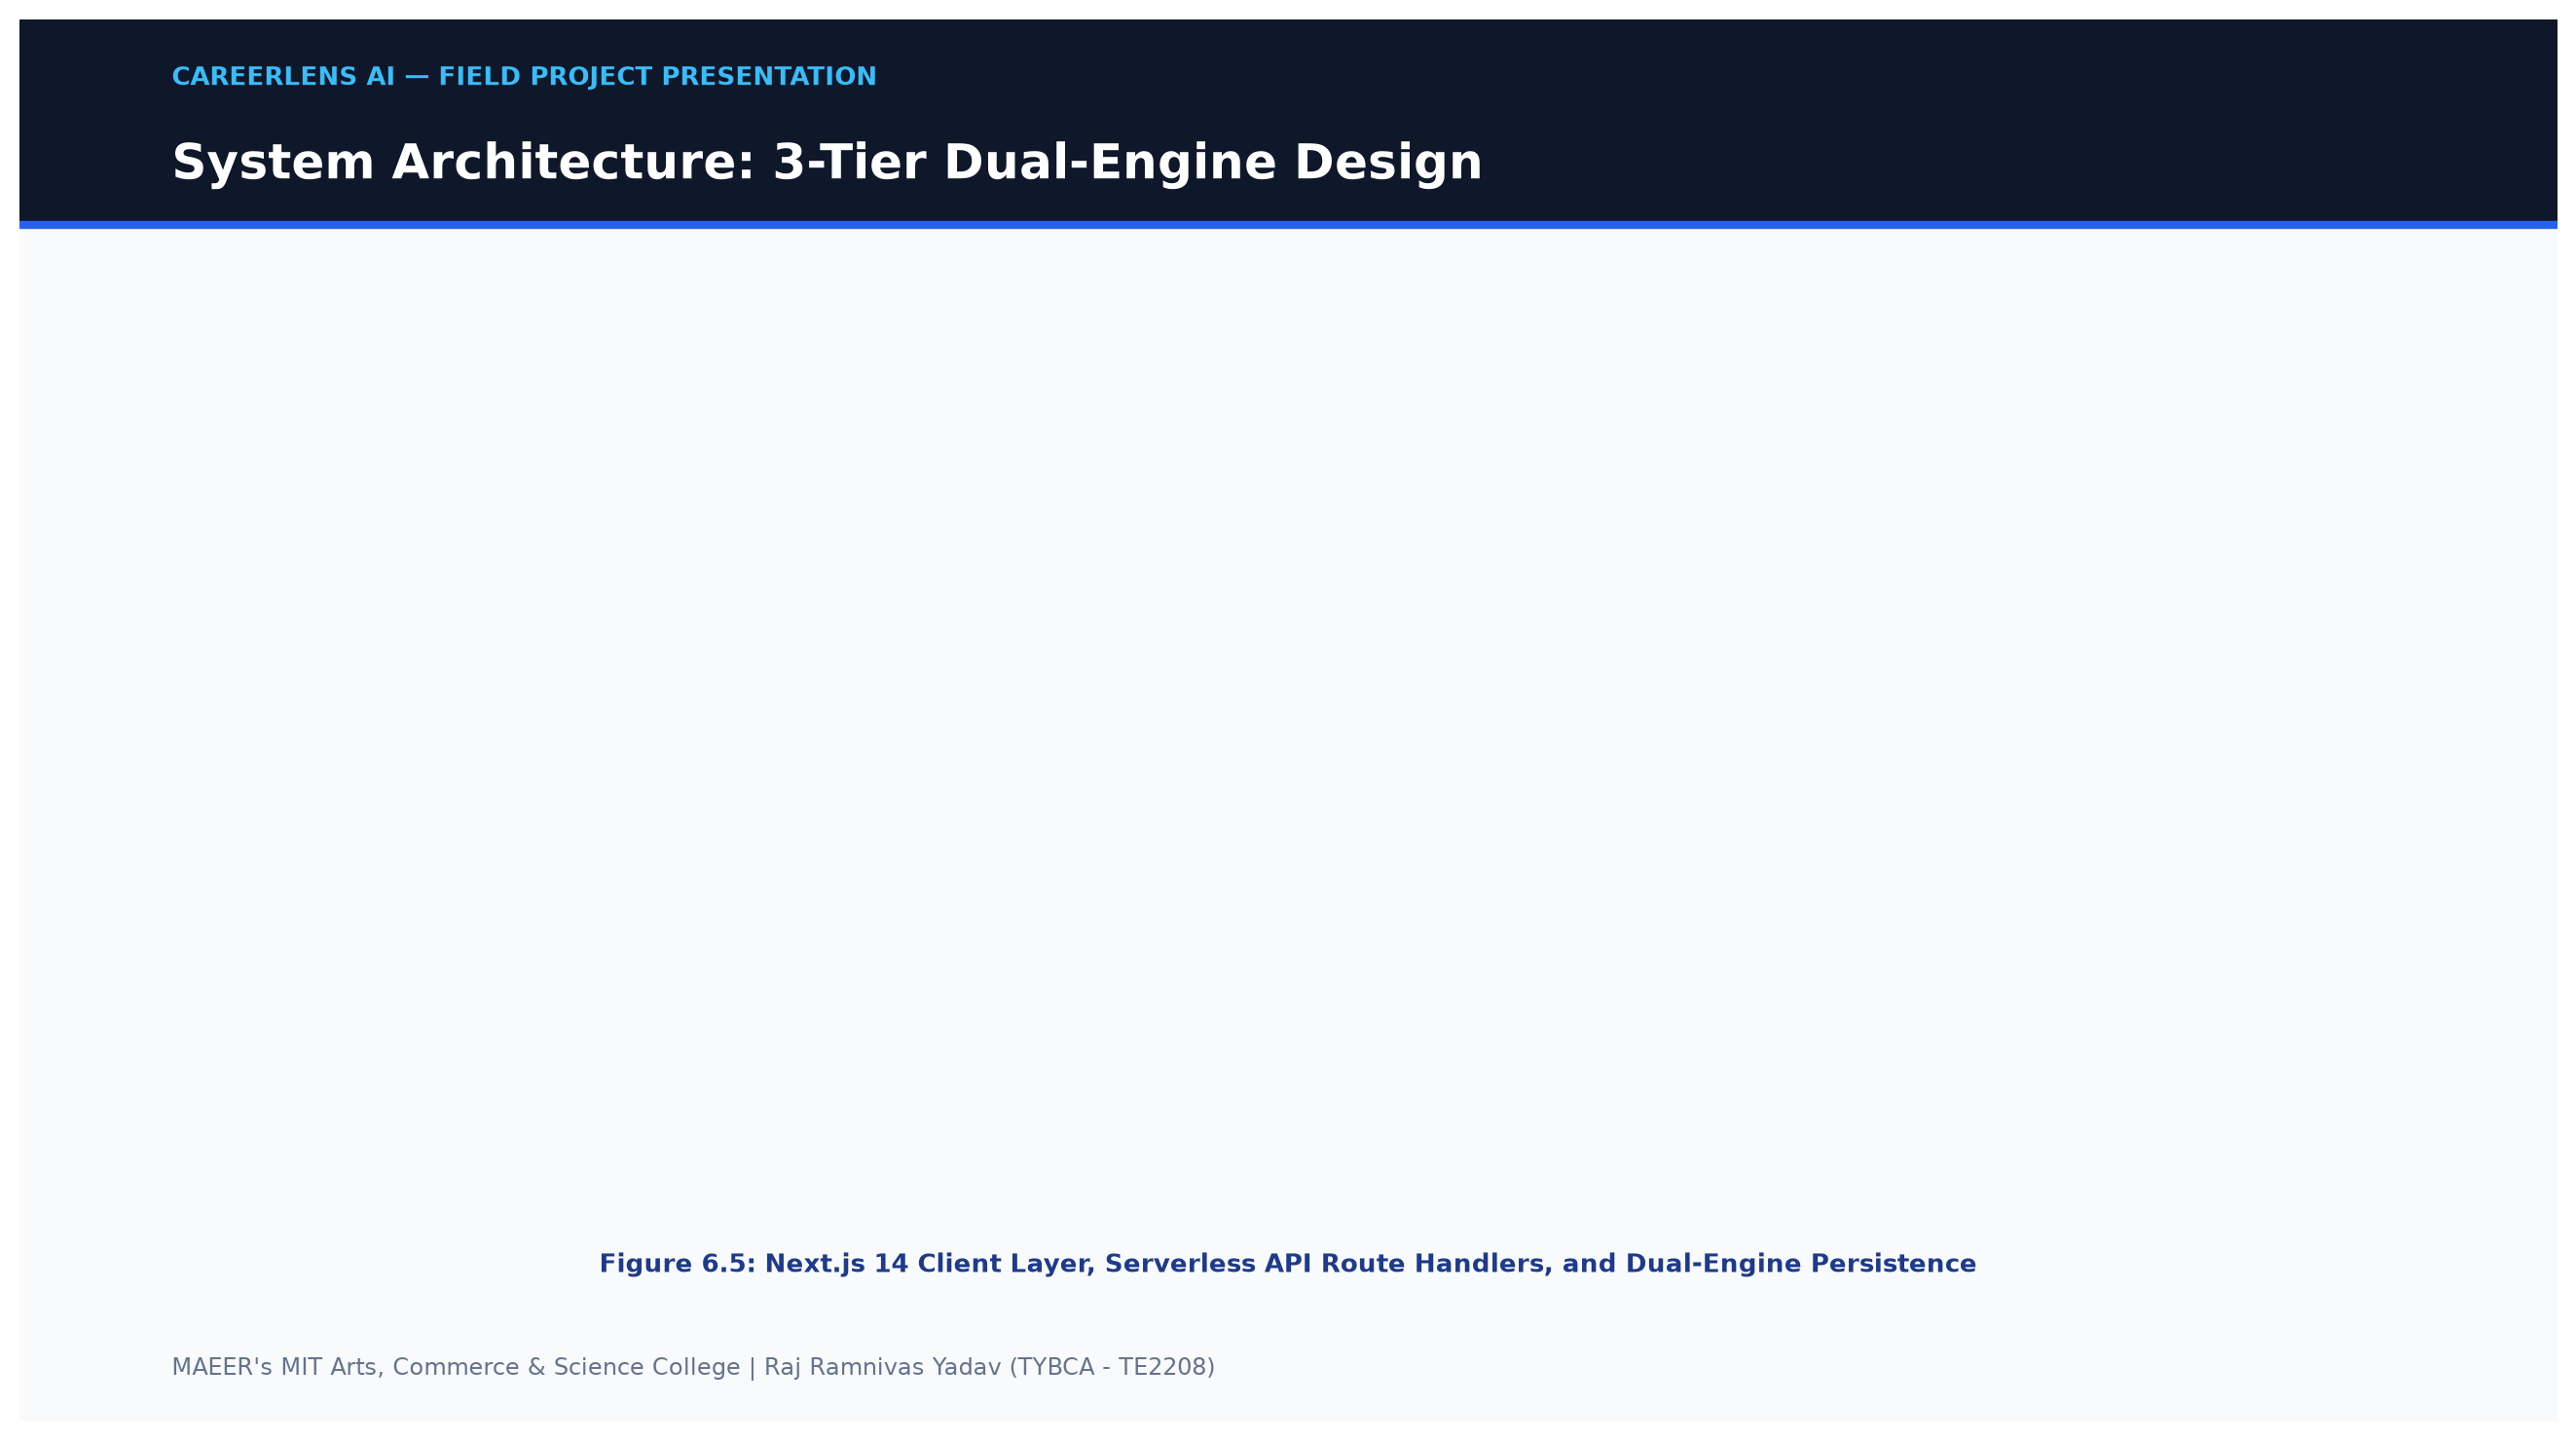 CAREERLENS AI — FIELD PROJECT PRESENTATION
System Architecture: 3-Tier Dual-Engine Design
Figure 6.5: Next.js 14 Client Layer, Serverless API Route Handlers, and Dual-Engine Persistence
MAEER's MIT Arts, Commerce & Science College | Raj Ramnivas Yadav (TYBCA - TE2208)